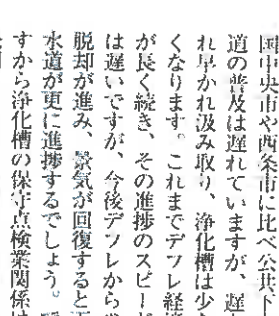 国中央市や西条市に比べ公共
道の普及は遅れていますが、遅
れ早かれ汲み取り、浄化槽は少
くなります。これまでデフレ経
が長く続き、その進捗のスピー
は遅いですが、今後デフレから
脱却が進み、景気が回復すると
水道が更に進捗するでしょう。
すから浄化槽の保守点検業関係